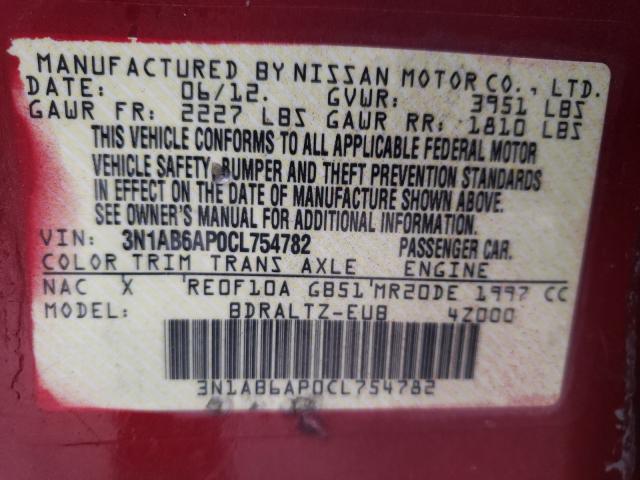 MANUFACTURED BY NISSAN MOTOR CO., LTD.
DATE: 06/12. GVWR: 3951 LBS
GAWR FR: 2227 LBS GAWR RR: 1810 LBS
THIS VEHICLE CONFORMS TO ALL APPLICABLE FEDERAL MOTOR
VEHICLE SAFETY, BUMPER AND THEFT PREVENTION STANDARDS
IN EFFECT ON THE DATE OF MANUFACTURE SHOWN ABOVE.
SEE OWNER'S MANUAL FOR ADDITIONAL INFORMATION.
VIN: 3N1AB6AP0CL754782 PASSENGER CAR.
COLOR TRIM TRANS AXLE ENGINE
NAC X RE0F10A GB51 MR20DE 1997 CC
MODEL: BDRALTZ-EUB 4Z000
3N1AB6AP0CL754782